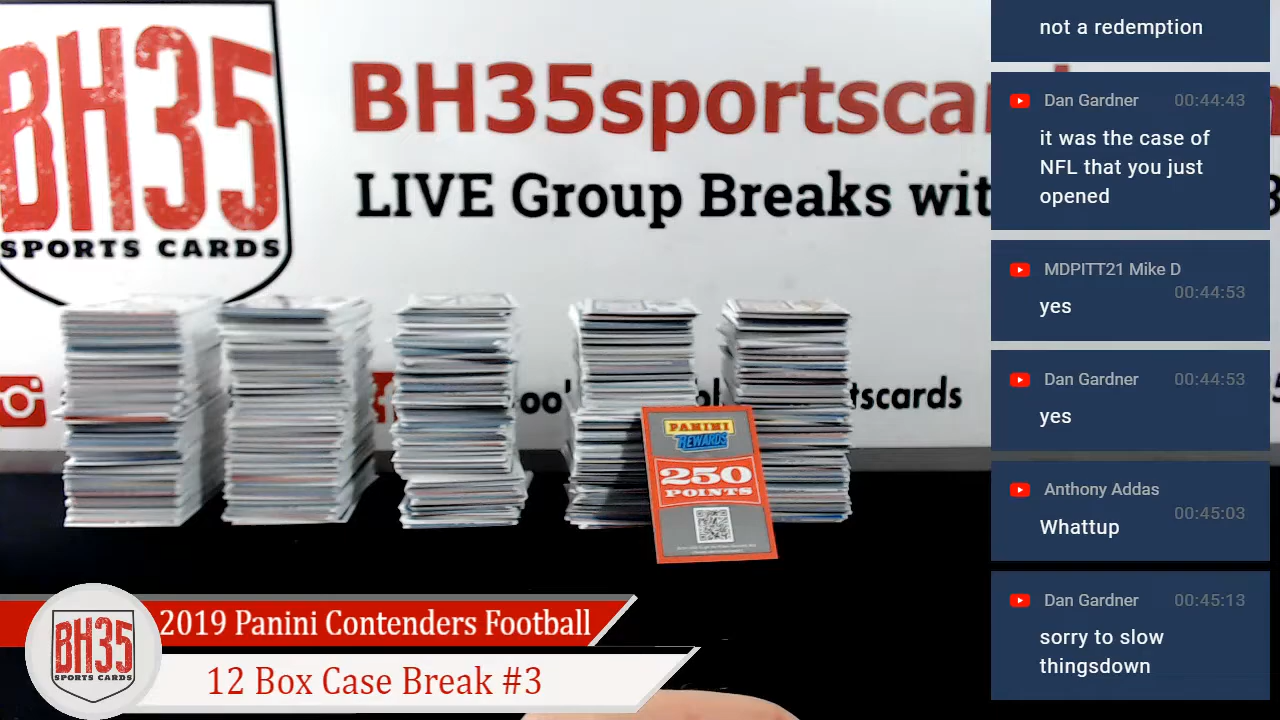 BH35
SPORTS CARDS
BH35sportscar
LIVE Group Breaks wit
sportscards
PANINI
REWARDS
250
POINTS
BH35
SPORTS CARDS
2019 Panini Contenders Football
12 Box Case Break #3
not a redemption
Dan Gardner 00:44:43
it was the case of
NFL that you just
opened
MDPITT21 Mike D
00:44:53
yes
Dan Gardner 00:44:53
yes
Anthony Addas
00:45:03
Whattup
Dan Gardner 00:45:13
sorry to slow
thingsdown